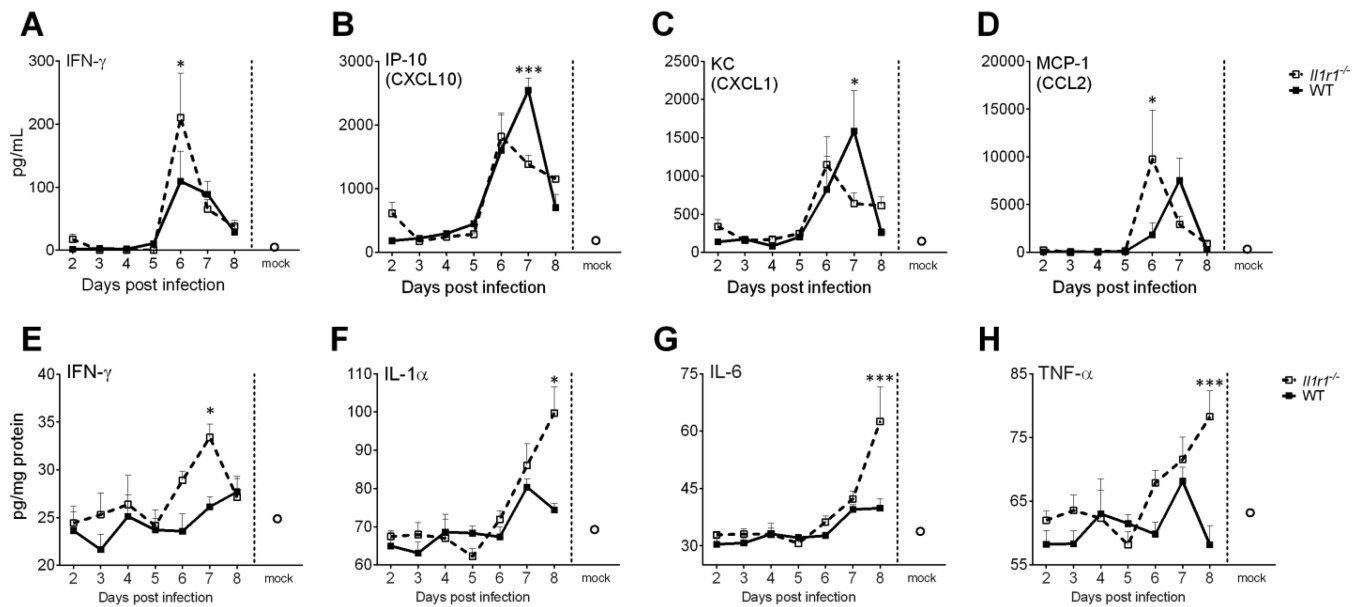 A
B
C
D
IFN-γ
IP-10
(CXCL10)
KC
(CXCL1)
MCP-1
(CCL2)
Il1r1-/-
WT
*
***
*
*
pg/mL
300
200
100
0
3000
2000
1000
0
2500
2000
1500
1000
500
0
20000
15000
10000
5000
0
2 3 4 5 6 7 8 mock
2 3 4 5 6 7 8 mock
2 3 4 5 6 7 8 mock
2 3 4 5 6 7 8 mock
Days post infection
Days post infection
Days post infection
Days post infection
E
F
G
H
IFN-γ
IL-1α
IL-6
TNF-α
Il1r1-/-
WT
*
*
***
***
pg/mg protein
40
35
30
25
20
15
110
100
90
80
70
60
75
60
45
30
85
75
65
55
2 3 4 5 6 7 8 mock
2 3 4 5 6 7 8 mock
2 3 4 5 6 7 8 mock
2 3 4 5 6 7 8 mock
Days post infection
Days post infection
Days post infection
Days post infection